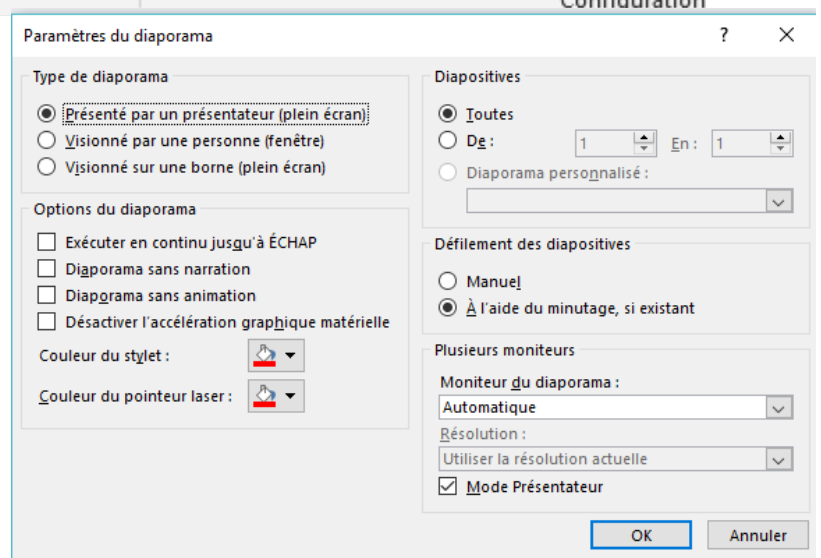 Configuration
Paramètres du diaporama
?
Type de diaporama
Présenté par un présentateur (plein écran)
Visionné par une personne (fenêtre)
Visionné sur une borne (plein écran)
Options du diaporama
Exécuter en continu jusqu'à ÉCHAP
Diaporama sans narration
Diaporama sans animation
Désactiver l'accélération graphique matérielle
Couleur du stylet :
Couleur du pointeur laser :
Diapositives
Toutes
De : 1 En : 1
Diaporama personnalisé :
Défilement des diapositives
Manuel
À l'aide du minutage, si existant
Plusieurs moniteurs
Moniteur du diaporama :
Automatique
Résolution :
Utiliser la résolution actuelle
Mode Présentateur
OK Annuler